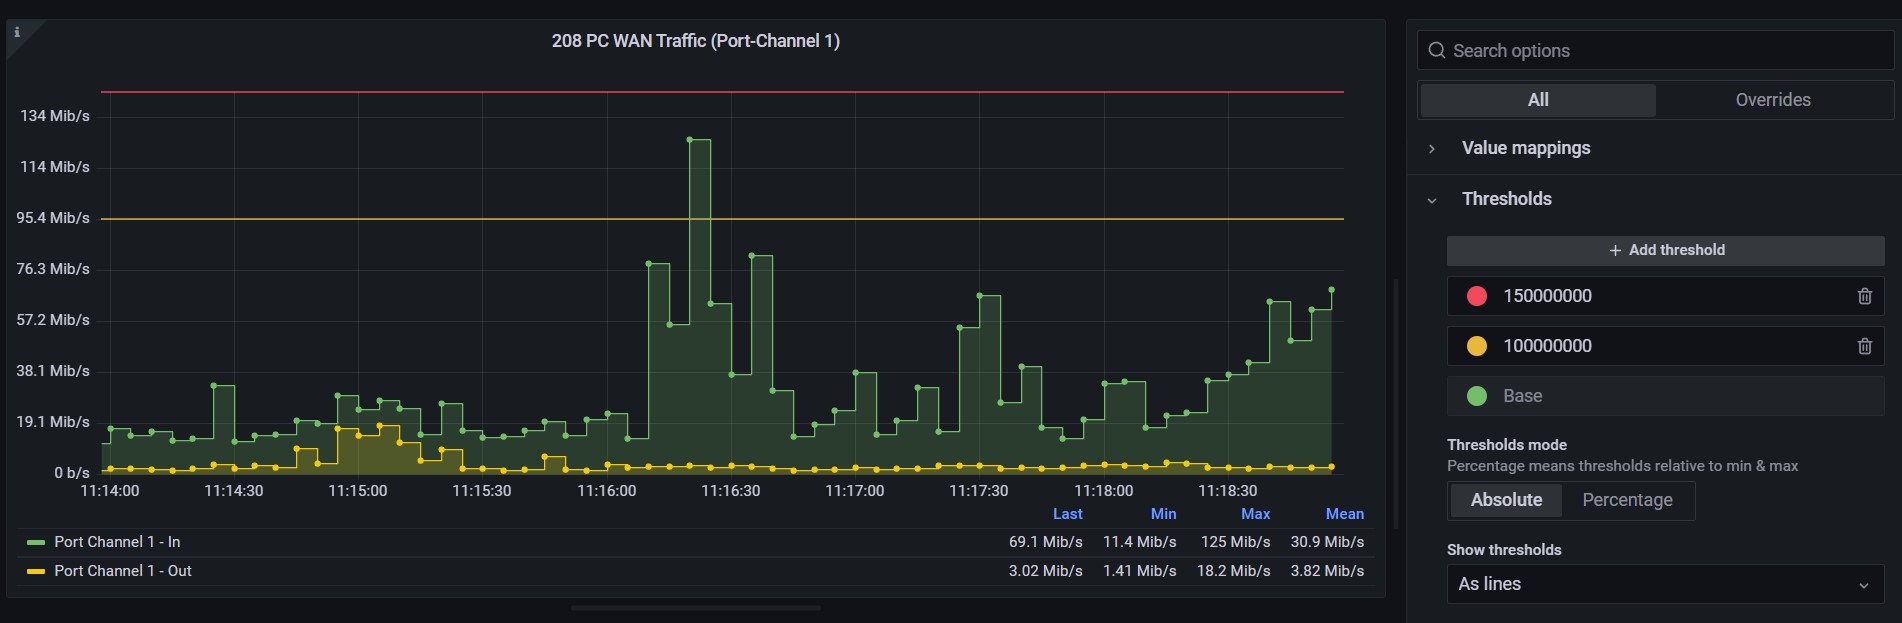 i
208 PC WAN Traffic (Port-Channel 1)
134 Mib/s
114 Mib/s
95.4 Mib/s
76.3 Mib/s
57.2 Mib/s
38.1 Mib/s
19.1 Mib/s
0 b/s
11:14:00 11:14:30 11:15:00 11:15:30 11:16:00 11:16:30 11:17:00 11:17:30 11:18:00 11:18:30
Last Min Max Mean
Port Channel 1 - In 69.1 Mib/s 11.4 Mib/s 125 Mib/s 30.9 Mib/s
Port Channel 1 - Out 3.02 Mib/s 1.41 Mib/s 18.2 Mib/s 3.82 Mib/s
Search options
All Overrides
Value mappings
Thresholds
+ Add threshold
150000000
100000000
Base
Thresholds mode
Percentage means thresholds relative to min & max
Absolute Percentage
Show thresholds
As lines